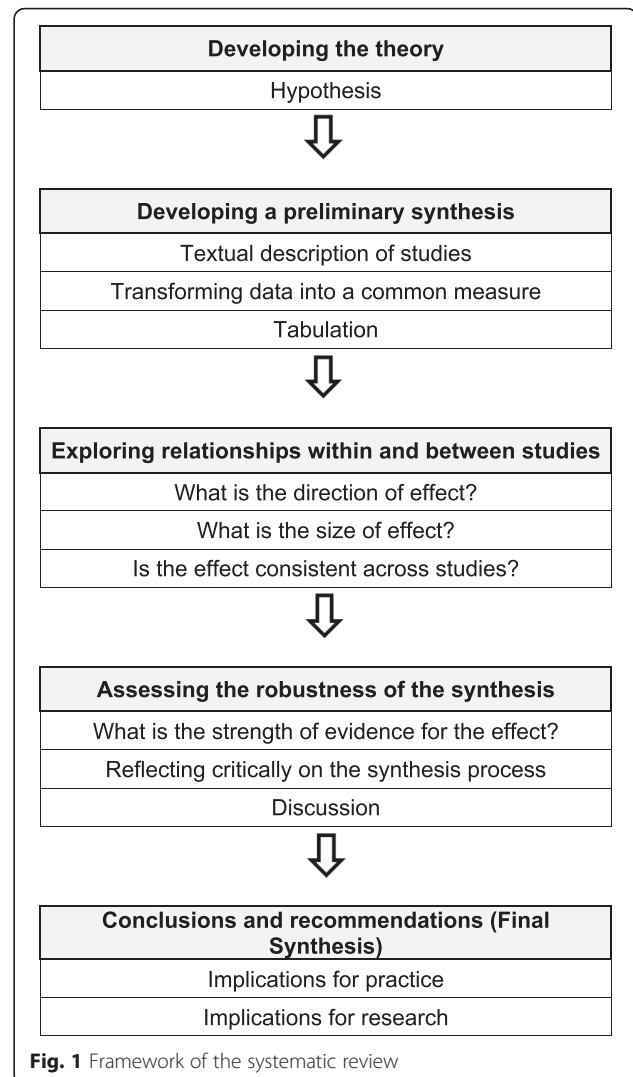 Developing the theory
Hypothesis
Developing a preliminary synthesis
Textual description of studies
Transforming data into a common measure
Tabulation
Exploring relationships within and between studies
What is the direction of effect?
What is the size of effect?
Is the effect consistent across studies?
Assessing the robustness of the synthesis
What is the strength of evidence for the effect?
Reflecting critically on the synthesis process
Discussion
Conclusions and recommendations (Final
Synthesis)
Implications for practice
Implications for research
Fig. 1 Framework of the systematic review